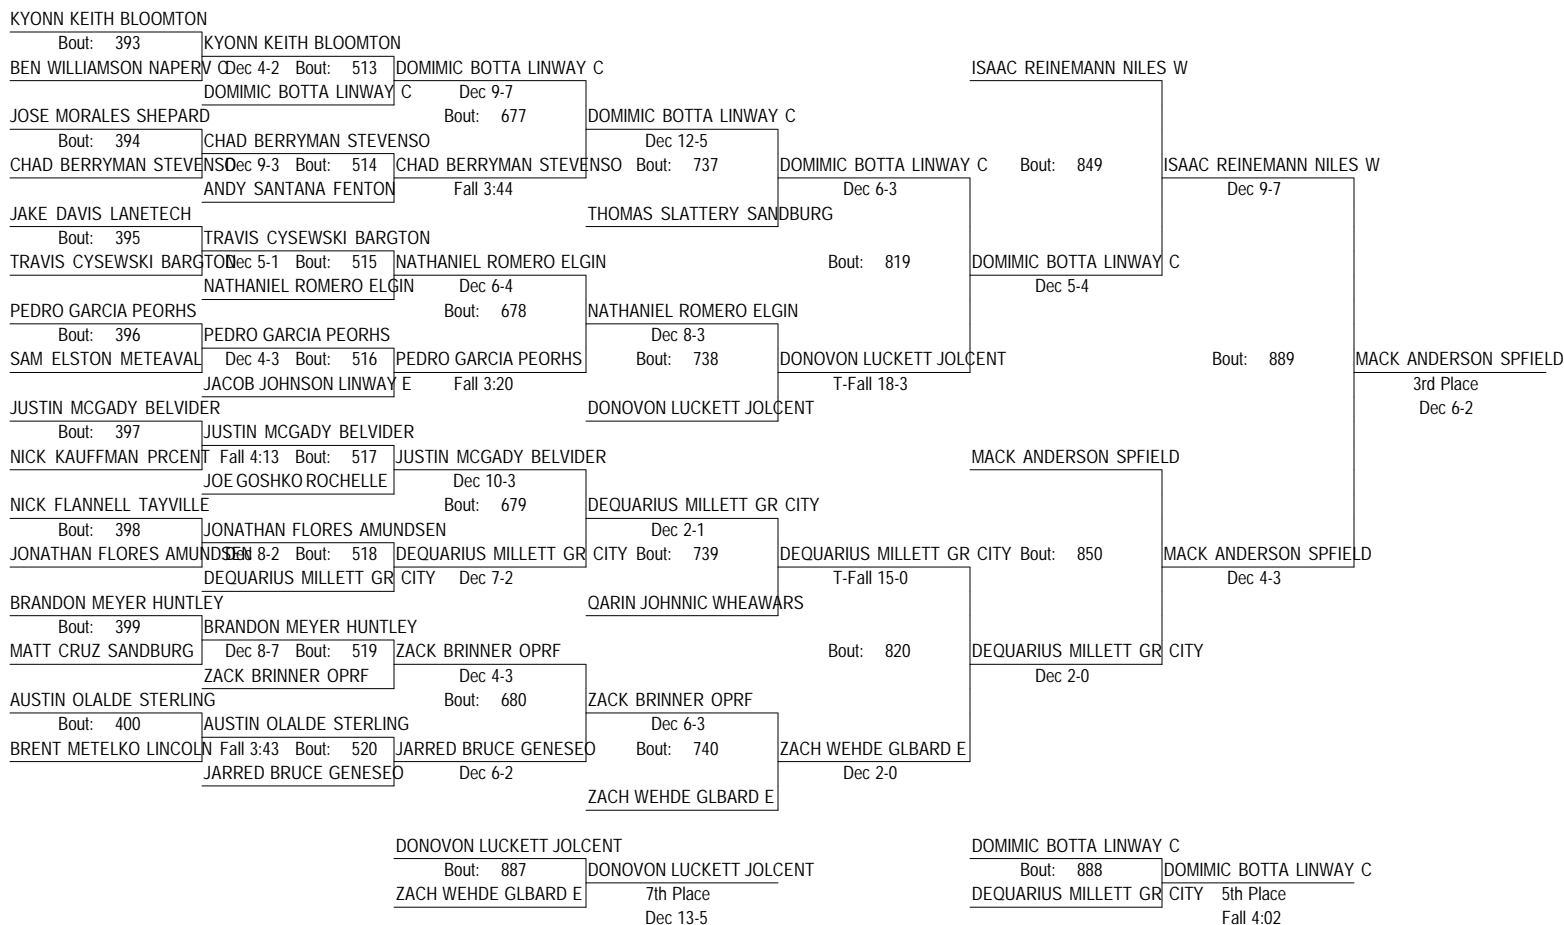 KYONN KEITH BLOOMTON
Bout: 393 KYONN KEITH BLOOMTON
BEN WILLIAMSON NAPERV C Dec 4-2 Bout: 513 DOMIMIC BOTTA LINWAY C ISAAC REINEMANN NILES W
DOMIMIC BOTTA LINWAY C Dec 9-7
JOSE MORALES SHEPARD Bout: 677 DOMIMIC BOTTA LINWAY C
Bout: 394 CHAD BERRYMAN STEVENSO Dec 12-5
CHAD BERRYMAN STEVENSO Dec 9-3 Bout: 514 CHAD BERRYMAN STEVENSO Bout: 737 DOMIMIC BOTTA LINWAY C Bout: 849 ISAAC REINEMANN NILES W
ANDY SANTANA FENTON Fall 3:44 Dec 6-3 Dec 9-7
JAKE DAVIS LANETECH THOMAS SLATTERY SANDBURG
Bout: 395 TRAVIS CYSEWSKI BARGTON
TRAVIS CYSEWSKI BARGTON Dec 5-1 Bout: 515 NATHANIEL ROMERO ELGIN Bout: 819 DOMIMIC BOTTA LINWAY C
NATHANIEL ROMERO ELGIN Dec 6-4 Dec 5-4
PEDRO GARCIA PEORHS Bout: 678 NATHANIEL ROMERO ELGIN
Bout: 396 PEDRO GARCIA PEORHS Dec 8-3
SAM ELSTON METEAVAL Dec 4-3 Bout: 516 PEDRO GARCIA PEORHS Bout: 738 DONOVON LUCKETT JOLCENT Bout: 889 MACK ANDERSON SPFIELD
JACOB JOHNSON LINWAY E Fall 3:20 T-Fall 18-3 3rd Place
JUSTIN MCGADY BELVIDER DONOVON LUCKETT JOLCENT Dec 6-2
Bout: 397 JUSTIN MCGADY BELVIDER
NICK KAUFFMAN PRCENT Fall 4:13 Bout: 517 JUSTIN MCGADY BELVIDER MACK ANDERSON SPFIELD
JOE GOSHKO ROCHELLE Dec 10-3
NICK FLANNELL TAYVILLE Bout: 679 DEQUARIUS MILLETT GR CITY
Bout: 398 JONATHAN FLORES AMUNDSEN Dec 2-1
JONATHAN FLORES AMUNDSEN Dec 8-2 Bout: 518 DEQUARIUS MILLETT GR CITY Bout: 739 DEQUARIUS MILLETT GR CITY Bout: 850 MACK ANDERSON SPFIELD
DEQUARIUS MILLETT GR CITY Dec 7-2 T-Fall 15-0 Dec 4-3
BRANDON MEYER HUNTLEY QARIN JOHNNIC WHEAWARS
Bout: 399 BRANDON MEYER HUNTLEY
MATT CRUZ SANDBURG Dec 8-7 Bout: 519 ZACK BRINNER OPRF Bout: 820 DEQUARIUS MILLETT GR CITY
ZACK BRINNER OPRF Dec 4-3 Dec 2-0
AUSTIN OLALDE STERLING Bout: 680 ZACK BRINNER OPRF
Bout: 400 AUSTIN OLALDE STERLING Dec 6-3
BRENT METELKO LINCOLN Fall 3:43 Bout: 520 JARRED BRUCE GENESEO Bout: 740 ZACH WEHDE GLBARD E
JARRED BRUCE GENESEO Dec 6-2 Dec 2-0
ZACH WEHDE GLBARD E
DONOVON LUCKETT JOLCENT DOMIMIC BOTTA LINWAY C
Bout: 887 DONOVON LUCKETT JOLCENT Bout: 888 DOMIMIC BOTTA LINWAY C
ZACH WEHDE GLBARD E 7th Place DEQUARIUS MILLETT GR CITY 5th Place
Dec 13-5 Fall 4:02